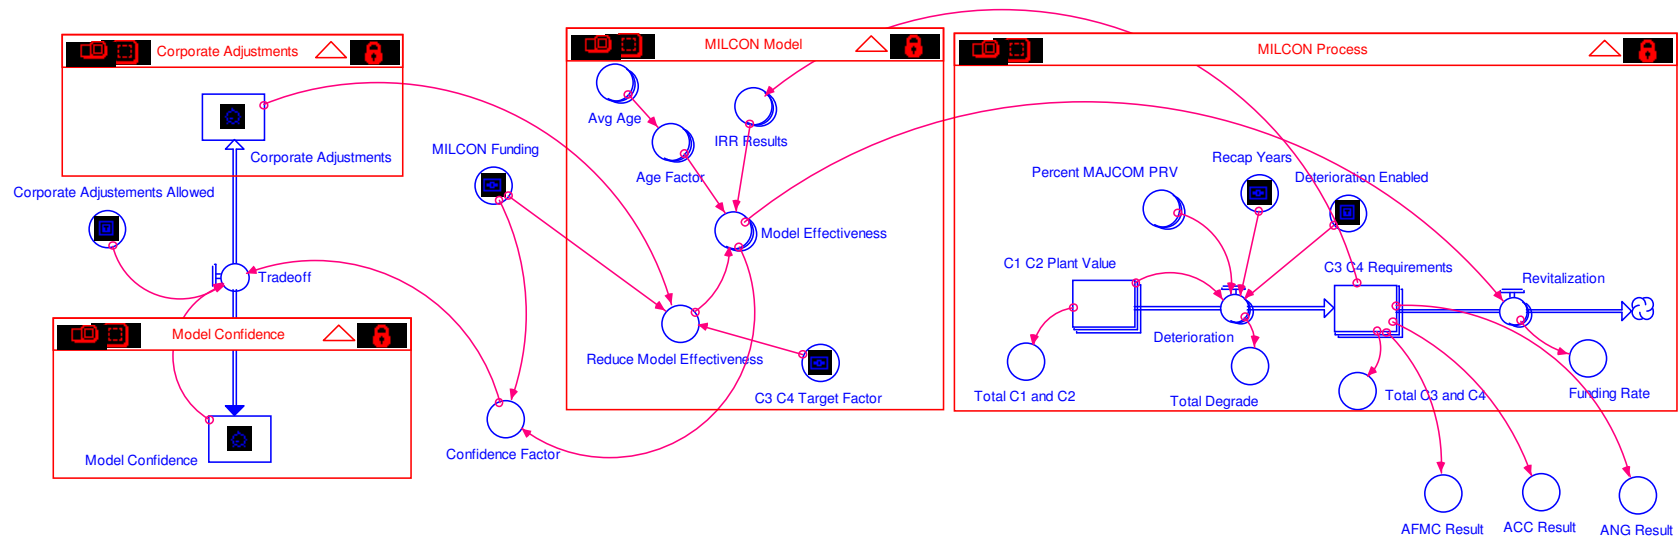 Corporate Adjustments
MILCON Model
MILCON Process
Avg Age
IRR Results
MILCON Funding
Corporate Adjustments
Age Factor
Recap Years
Percent MAJCOM PRV
Deterioration Enabled
Corporate Adjustements Allowed
Model Effectiveness
C1 C2 Plant Value
C3 C4 Requirements
Tradeoff
Revitalization
Model Confidence
Deterioration
Reduce Model Effectiveness
C3 C4 Target Factor
Total C1 and C2
Total Degrade
Total C3 and C4
Funding Rate
Model Confidence
Confidence Factor
AFMC Result
ACC Result
ANG Result